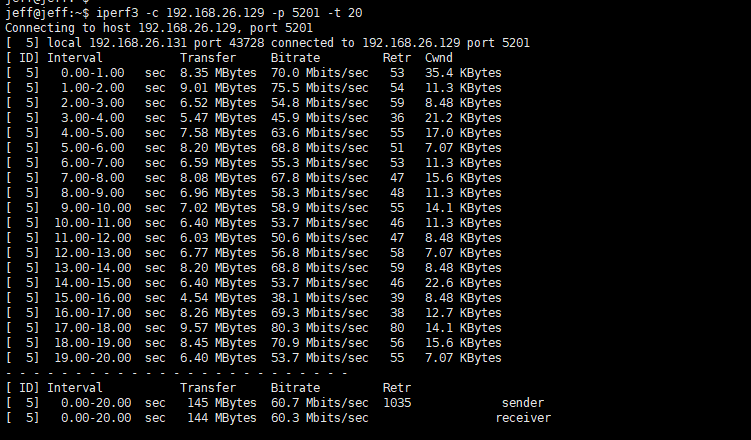 jeff@jeff:~$
jeff@jeff:~$ iperf3 -c 192.168.26.129 -p 5201 -t 20
Connecting to host 192.168.26.129, port 5201
[  5] local 192.168.26.131 port 43728 connected to 192.168.26.129 port 5201
[ ID] Interval           Transfer     Bitrate         Retr  Cwnd
[  5]   0.00-1.00   sec  8.35 MBytes  70.0 Mbits/sec   53   35.4 KBytes
[  5]   1.00-2.00   sec  9.01 MBytes  75.5 Mbits/sec   54   11.3 KBytes
[  5]   2.00-3.00   sec  6.52 MBytes  54.8 Mbits/sec   59   8.48 KBytes
[  5]   3.00-4.00   sec  5.47 MBytes  45.9 Mbits/sec   36   21.2 KBytes
[  5]   4.00-5.00   sec  7.58 MBytes  63.6 Mbits/sec   55   17.0 KBytes
[  5]   5.00-6.00   sec  8.20 MBytes  68.8 Mbits/sec   51   7.07 KBytes
[  5]   6.00-7.00   sec  6.59 MBytes  55.3 Mbits/sec   53   11.3 KBytes
[  5]   7.00-8.00   sec  8.08 MBytes  67.8 Mbits/sec   47   15.6 KBytes
[  5]   8.00-9.00   sec  6.96 MBytes  58.3 Mbits/sec   48   11.3 KBytes
[  5]   9.00-10.00  sec  7.02 MBytes  58.9 Mbits/sec   55   14.1 KBytes
[  5]  10.00-11.00  sec  6.40 MBytes  53.7 Mbits/sec   46   11.3 KBytes
[  5]  11.00-12.00  sec  6.03 MBytes  50.6 Mbits/sec   47   8.48 KBytes
[  5]  12.00-13.00  sec  6.77 MBytes  56.8 Mbits/sec   58   7.07 KBytes
[  5]  13.00-14.00  sec  8.20 MBytes  68.8 Mbits/sec   59   8.48 KBytes
[  5]  14.00-15.00  sec  6.40 MBytes  53.7 Mbits/sec   46   22.6 KBytes
[  5]  15.00-16.00  sec  4.54 MBytes  38.1 Mbits/sec   39   8.48 KBytes
[  5]  16.00-17.00  sec  8.26 MBytes  69.3 Mbits/sec   38   12.7 KBytes
[  5]  17.00-18.00  sec  9.57 MBytes  80.3 Mbits/sec   80   14.1 KBytes
[  5]  18.00-19.00  sec  8.45 MBytes  70.9 Mbits/sec   56   15.6 KBytes
[  5]  19.00-20.00  sec  6.40 MBytes  53.7 Mbits/sec   55   7.07 KBytes
- - - - - - - - - - - - - - - - - - - - - - - - -
[ ID] Interval           Transfer     Bitrate         Retr
[  5]   0.00-20.00  sec   145 MBytes  60.7 Mbits/sec  1035             sender
[  5]   0.00-20.00  sec   144 MBytes  60.3 Mbits/sec                  receiver